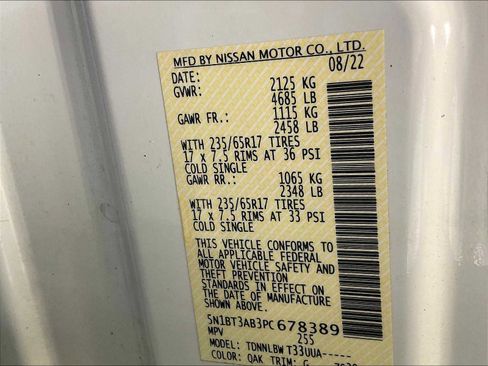 MFD BY NISSAN MOTOR CO., LTD.
DATE: 08/22
GVWR: 2125 KG
4685 LB
GAWR FR.: 1115 KG
2458 LB
WITH 235/65R17 TIRES
17 x 7.5 RIMS AT 36 PSI
COLD SINGLE
GAWR RR.: 1065 KG
2348 LB
WITH 235/65R17 TIRES
17 x 7.5 RIMS AT 33 PSI
COLD SINGLE
THIS VEHICLE CONFORMS TO
ALL APPLICABLE FEDERAL
MOTOR VEHICLE SAFETY AND
THEFT PREVENTION
STANDARDS IN EFFECT ON
THE DATE OF MANUFACTURE
SHOWN ABOVE.
5N1BT3AB3PC678389
MPV 255
MODEL: TDNNLBW T33UUA-----
COLOR: QAK TRIM: G